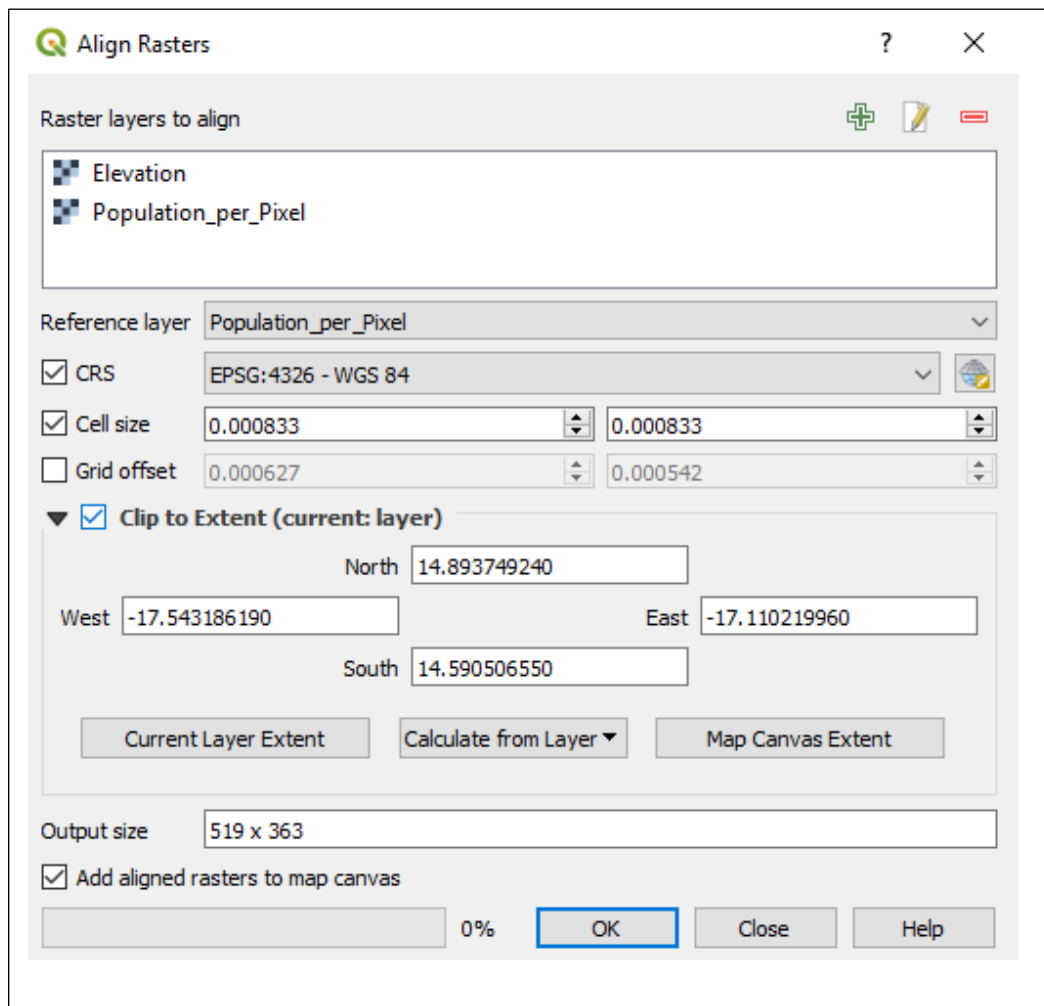 Align Rasters ?
Raster layers to align
Elevation
Population_per_Pixel
Reference layer Population_per_Pixel
CRS EPSG:4326 - WGS 84
Cell size 0.000833 0.000833
Grid offset 0.000627 0.000542
Clip to Extent (current: layer)
North 14.893749240
West -17.543186190 East -17.110219960
South 14.590506550
Current Layer Extent Calculate from Layer Map Canvas Extent
Output size 519 x 363
Add aligned rasters to map canvas
0% OK Close Help